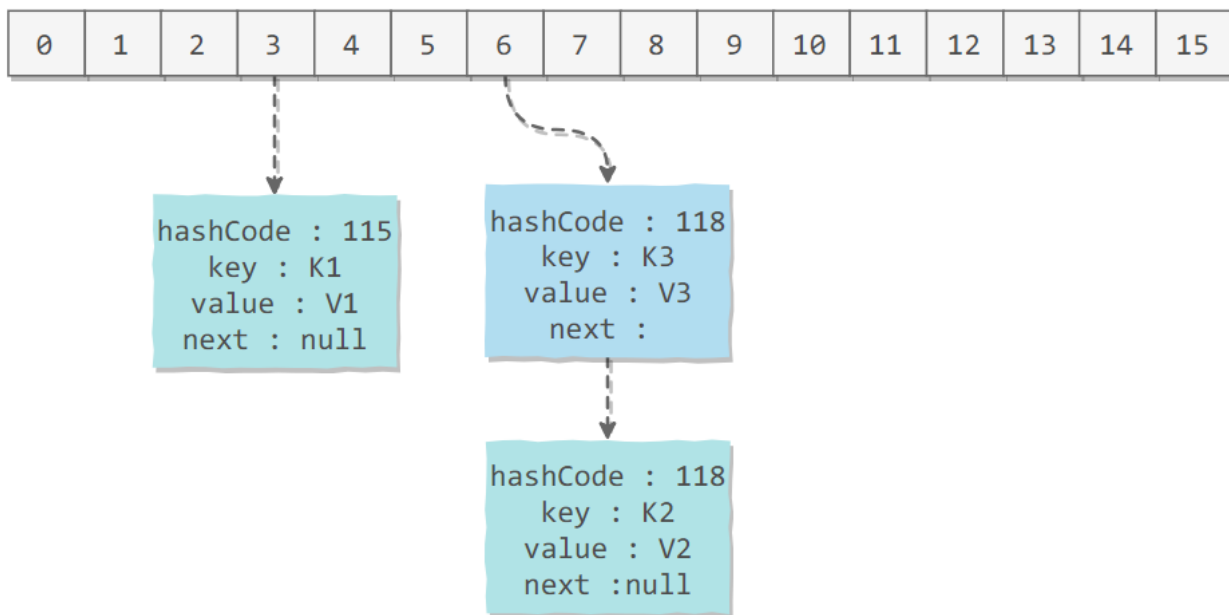 0 1 2 3 4 5 6 7 8 9 10 11 12 13 14 15
hashCode : 115
key : K1
value : V1
next : null
hashCode : 118
key : K3
value : V3
next :
hashCode : 118
key : K2
value : V2
next :null